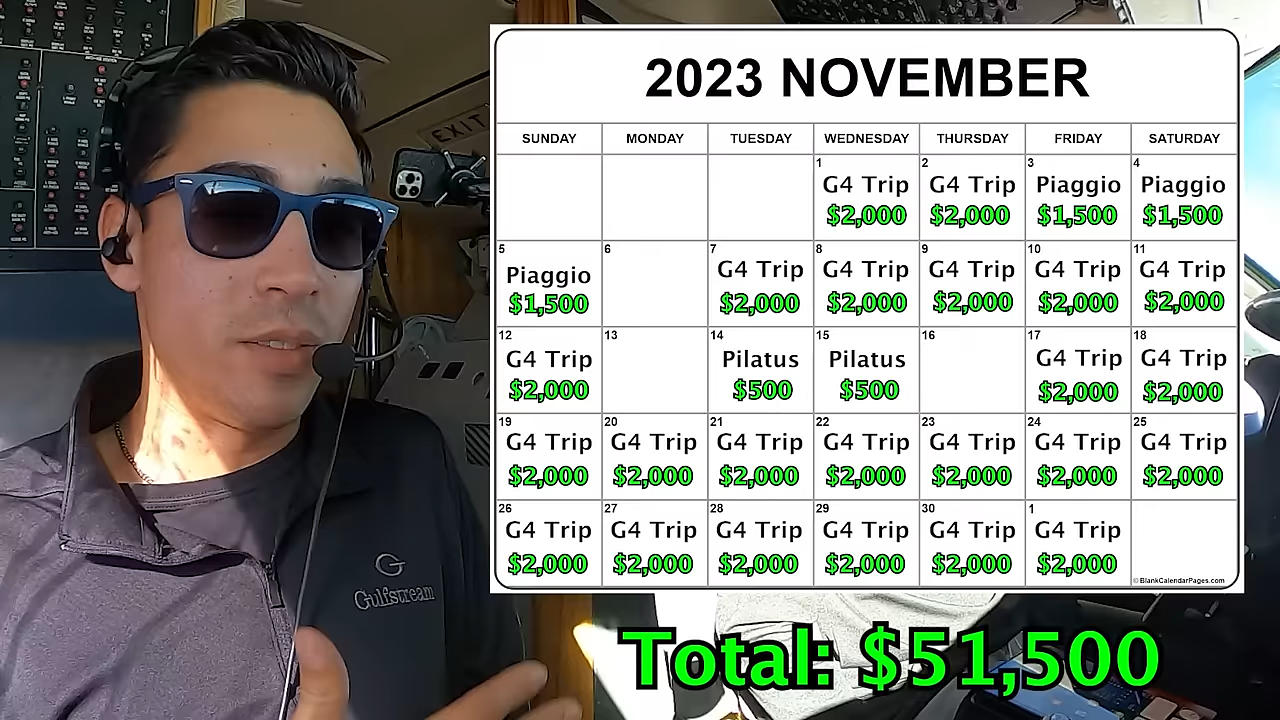 EXIT
Gulfstream
2023 NOVEMBER
SUNDAY MONDAY TUESDAY WEDNESDAY THURSDAY FRIDAY SATURDAY
1 2 3 4
G4 Trip G4 Trip Piaggio Piaggio
$2,000 $2,000 $1,500 $1,500
5 6 7 8 9 10 11
Piaggio G4 Trip G4 Trip G4 Trip G4 Trip G4 Trip
$1,500 $2,000 $2,000 $2,000 $2,000 $2,000
12 13 14 15 16 17 18
G4 Trip Pilatus Pilatus G4 Trip G4 Trip
$2,000 $500 $500 $2,000 $2,000
19 20 21 22 23 24 25
G4 Trip G4 Trip G4 Trip G4 Trip G4 Trip G4 Trip G4 Trip
$2,000 $2,000 $2,000 $2,000 $2,000 $2,000 $2,000
26 27 28 29 30 1
G4 Trip G4 Trip G4 Trip G4 Trip G4 Trip G4 Trip
$2,000 $2,000 $2,000 $2,000 $2,000 $2,000
© BlankCalendarPages.com
Total: $51,500